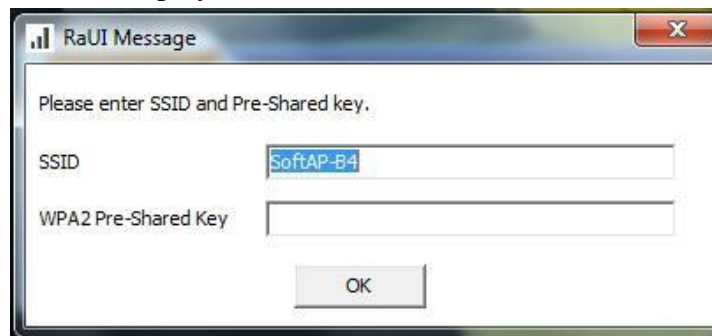 RaUI Message
Please enter SSID and Pre-Shared key.
SSID
SoftAP-B4
WPA2 Pre-Shared Key
OK